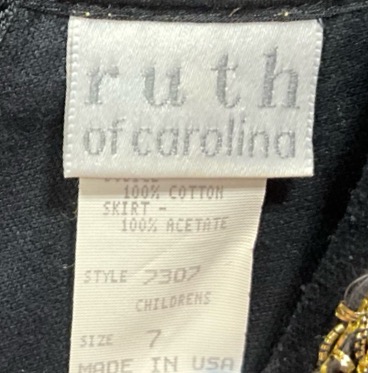 ruth
of carolina
100% COTTON
SKIRT -
100% ACETATE
STYLE 7307
CHILDRENS
SIZE 7
MADE IN USA